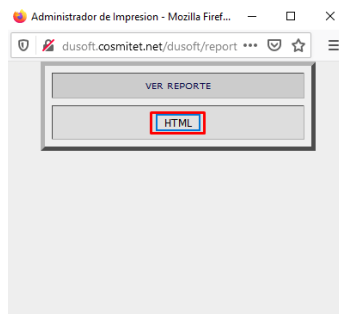 Administrador de Impresion - Mozilla Firef...
dusoft.cosmitet.net/dusoft/report
VER REPORTE
HTML